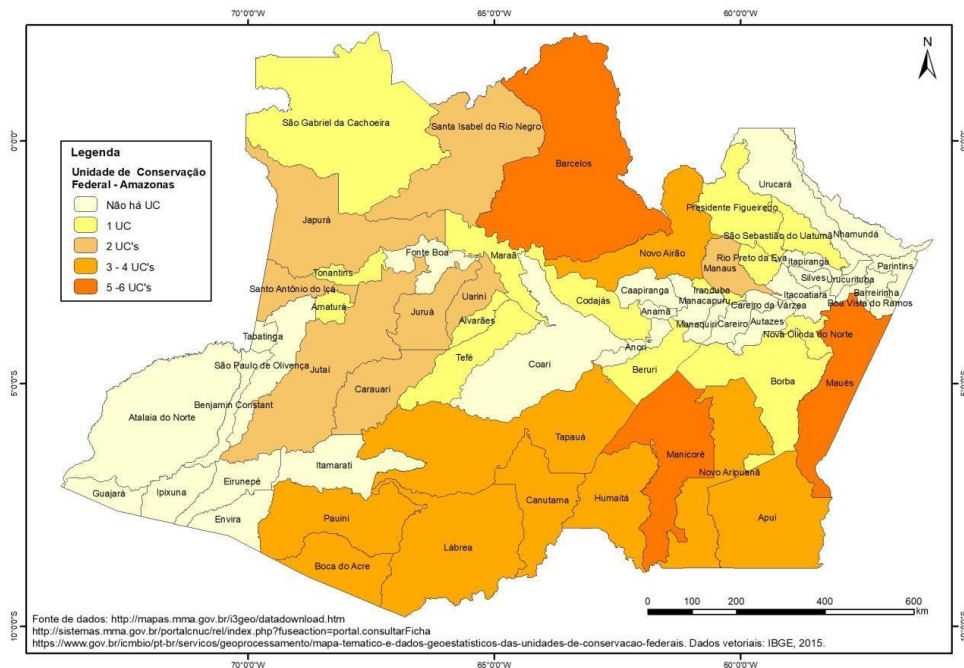 70°0'0"W
65°0'0"W
60°0'0"W
N
São Gabriel da Cachoeira
Santa Isabel do Rio Negro
0°0'0"
0°0'0"
Legenda
Unidade de Conservação
Federal - Amazonas
Não há UC
1 UC
2 UC's
3 - 4 UC's
5 -6 UC's
Barcelos
Urucará
Presidente Figueiredo
Japurá
São Sebastião do Uatumã
Nhamundá
Fonte Boa
Maraã
Novo Airão
Rio Preto da Eva
Itapiranga
Manaus
Parintins
Tonantins
Silves
Urucurituba
Santo Antônio do Içá
Uarini
Caapiranga
Iranduba
Barreirinha
Amaturá
Juruá
Codajás
Manacapuru
Itacoatiara
Careiro da Várzea
Boa Vista do Ramos
Alvarães
Anamã
Manaquiri
Careiro
Autazes
Tabatinga
Nova Olinda do Norte
Anori
São Paulo de Olivença
Tefé
Coari
Beruri
5°0'0"S
5°0'0"S
Jutaí
Borba
Maués
Benjamin Constant
Carauari
Atalaia do Norte
Tapauá
Manicoré
Itamarati
Novo Aripuanã
Eirunepé
Guajará
Ipixuna
Canutama
Humaitá
Envira
Pauini
Apuí
Lábrea
Boca do Acre
0 100 200 400 600
km
Fonte de dados: http://mapas.mma.gov.br/i3geo/datadownload.htm
http://sistemas.mma.gov.br/portalcnuc/rel/index.php?fuseaction=portal.consultarFicha
https://www.gov.br/icmbio/pt-br/servicos/geoprocessamento/mapa-tematico-e-dados-geoestatisticos-das-unidades-de-conservacao-federais. Dados vetoriais: IBGE, 2015.
10°0'0"S
10°0'0"S
70°0'0"W
65°0'0"W
60°0'0"W